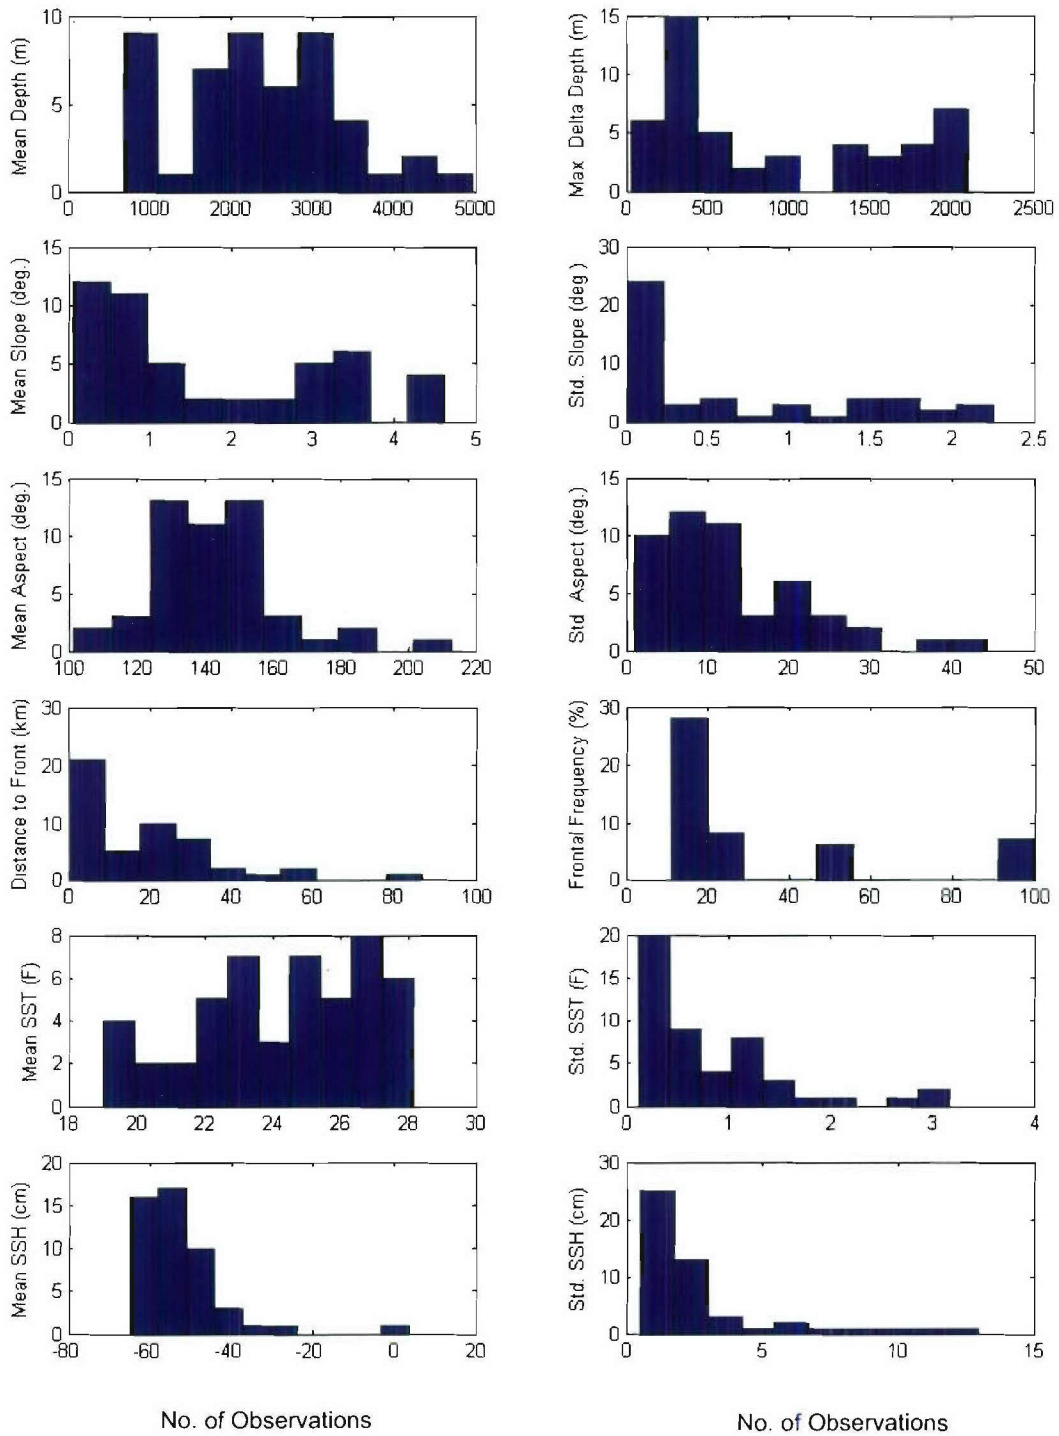 Mean Depth (m)
10
5
0
0 1000 2000 3000 4000 5000
Max Delta Depth (m)
15
10
5
0
0 500 1000 1500 2000 2500
Mean Slope (deg.)
15
10
5
0
0 1 2 3 4 5
Std. Slope (deg )
30
20
10
0
0 0.5 1 1.5 2 2.5
Mean Aspect (deg.)
15
10
5
0
100 120 140 160 180 200 220
Std Aspect (deg.)
15
10
5
0
0 10 20 30 40 50
Distance to Front (km)
30
20
10
0
0 20 40 60 80 100
Frontal Frequency (%)
30
20
10
0
0 20 40 60 80 100
Mean SST (F)
8
6
4
2
0
18 20 22 24 26 28 30
Std. SST (F)
20
15
10
5
0
0 1 2 3 4
Mean SSH (cm)
20
15
10
5
0
-80 -60 -40 -20 0 20
Std. SSH (cm)
30
20
10
0
0 5 10 15
No. of Observations
No. of Observations